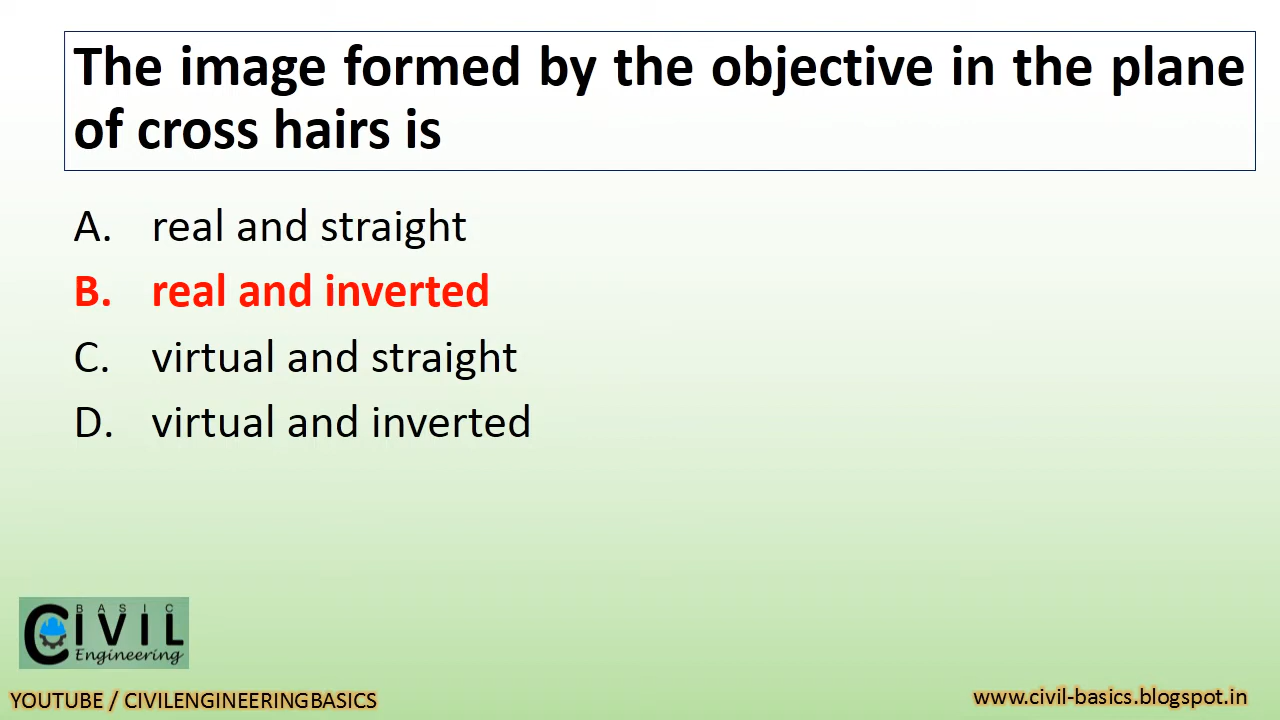 The image formed by the objective in the plane
of cross hairs is
A. real and straight
B. real and inverted
C. virtual and straight
D. virtual and inverted
BASIC
CIVIL
Engineering
YOUTUBE / CIVILENGINEERINGBASICS
www.civil-basics.blogspot.in